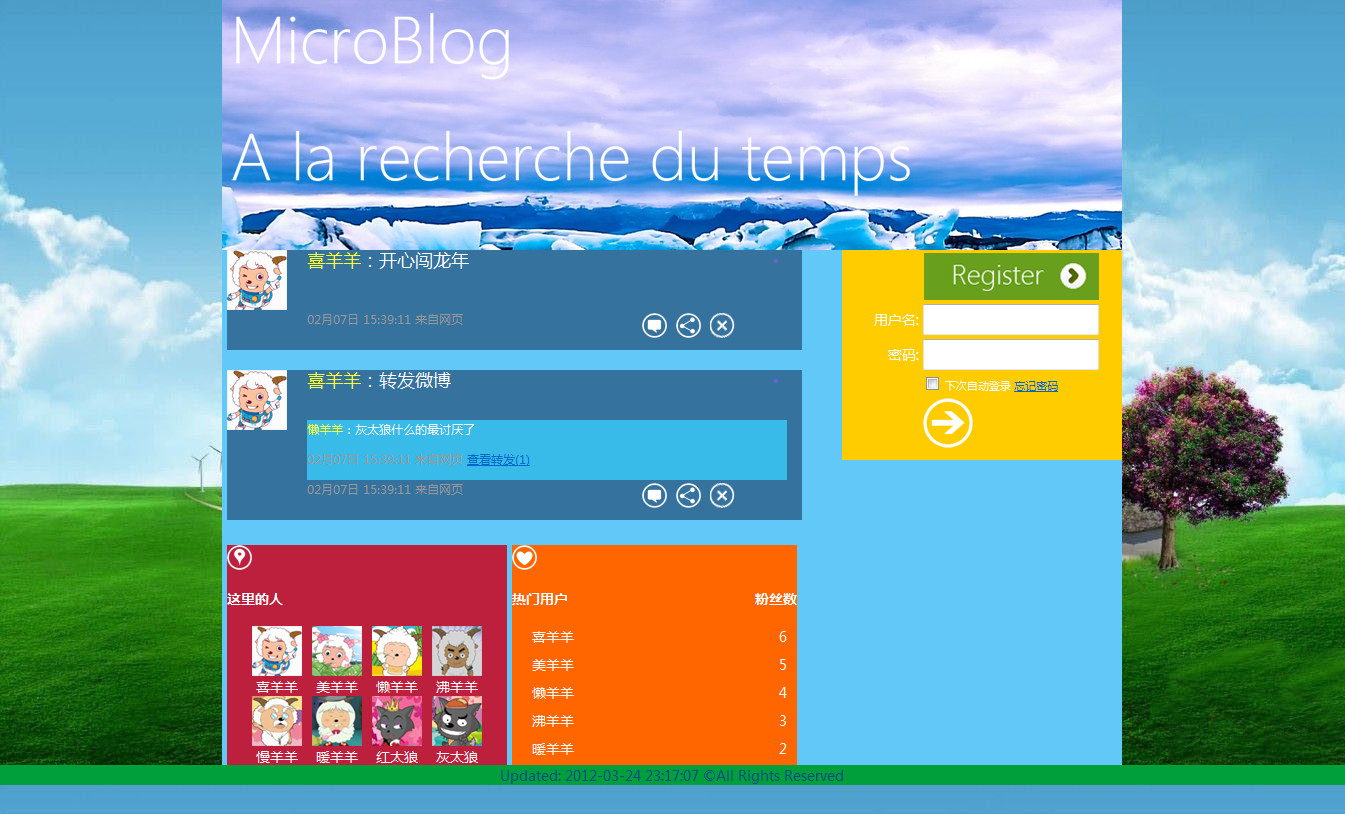 MicroBlog
A la recherche du temps
喜羊羊：开心闯龙年
02月07日 15:39:11 来自网页
喜羊羊：转发微博
懒羊羊：灰太狼什么的最讨厌了
02月07日 15:39:11 来自网页 查看转发(1)
02月07日 15:39:11 来自网页
Register
用户名:
密码:
下次自动登录 忘记密码
这里的人
喜羊羊 美羊羊 懒羊羊 沸羊羊
慢羊羊 暖羊羊 红太狼 灰太狼
热门用户 粉丝数
喜羊羊 6
美羊羊 5
懒羊羊 4
沸羊羊 3
暖羊羊 2
Updated: 2012-03-24 23:17:07 ©All Rights Reserved